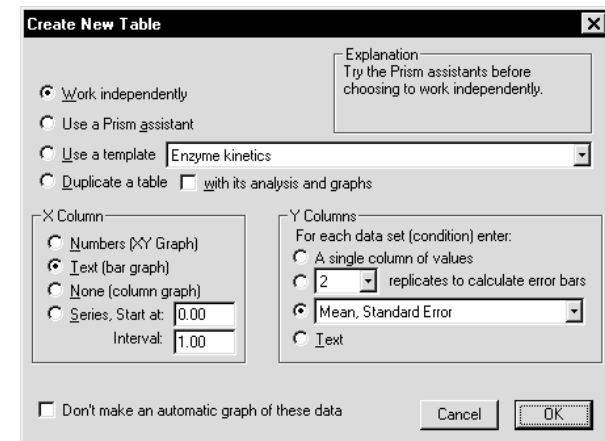 Create New Table
Explanation
Try the Prism assistants before
choosing to work independently.
Work independently
Use a Prism assistant
Use a template Enzyme kinetics
Duplicate a table with its analysis and graphs
X Column
Numbers (XY Graph)
Text (bar graph)
None (column graph)
Series, Start at: 0.00
Interval: 1.00
Y Columns
For each data set (condition) enter:
A single column of values
2 replicates to calculate error bars
Mean, Standard Error
Text
Don't make an automatic graph of these data
Cancel
OK